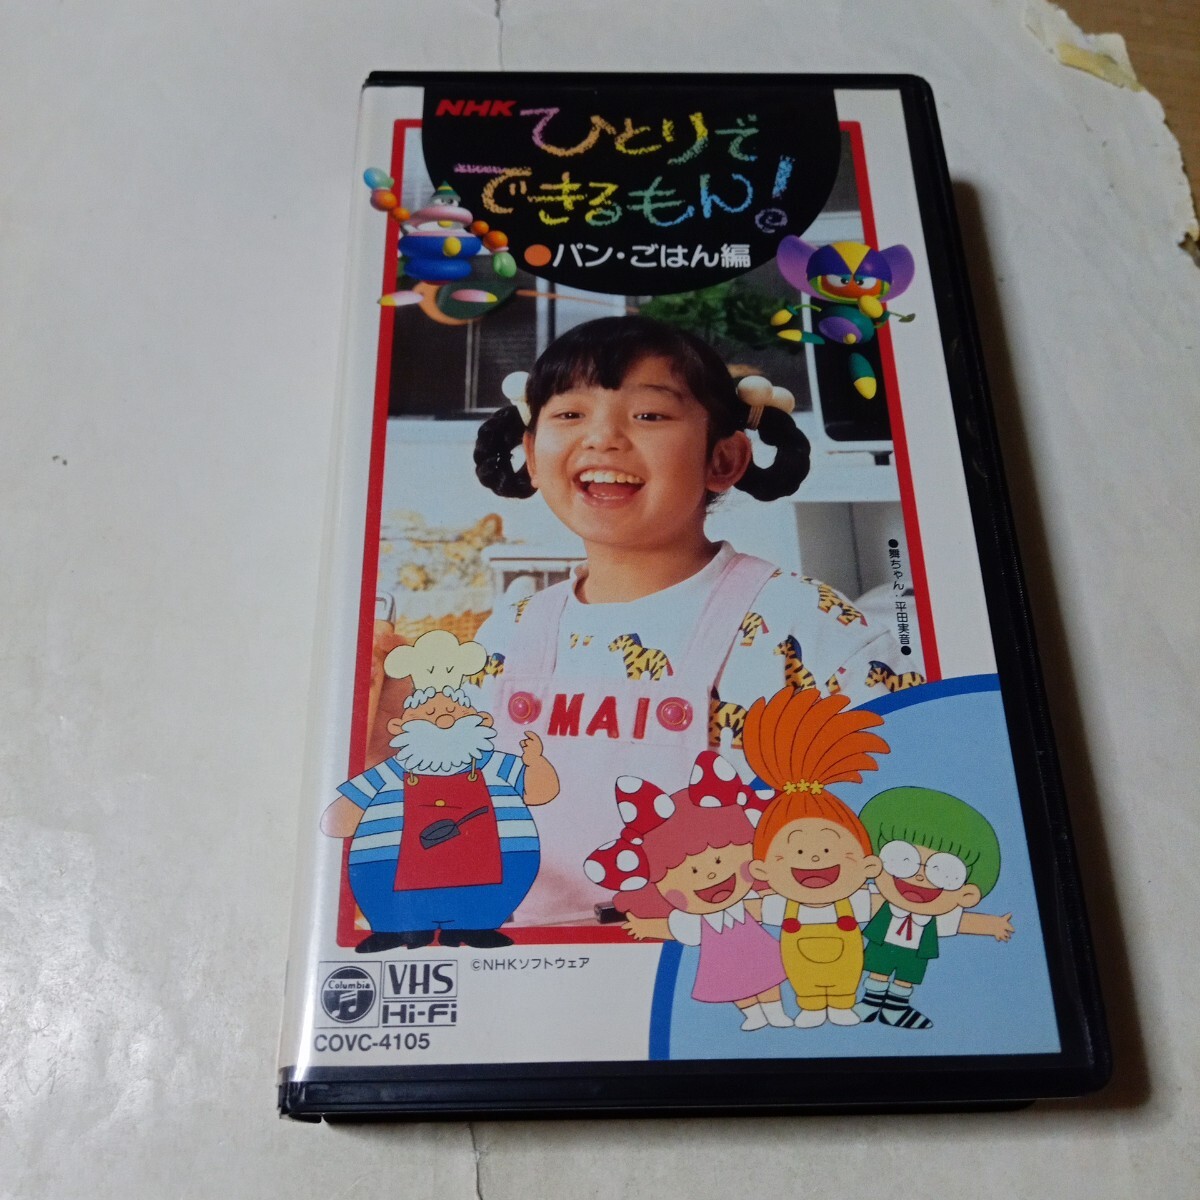 NHK ひとりで
できるもん!
●パン・ごはん編
●舞ちゃん・平田実音●
MAI
©NHKソフトウェア
Columbia
VHS
Hi-Fi
COVC-4105